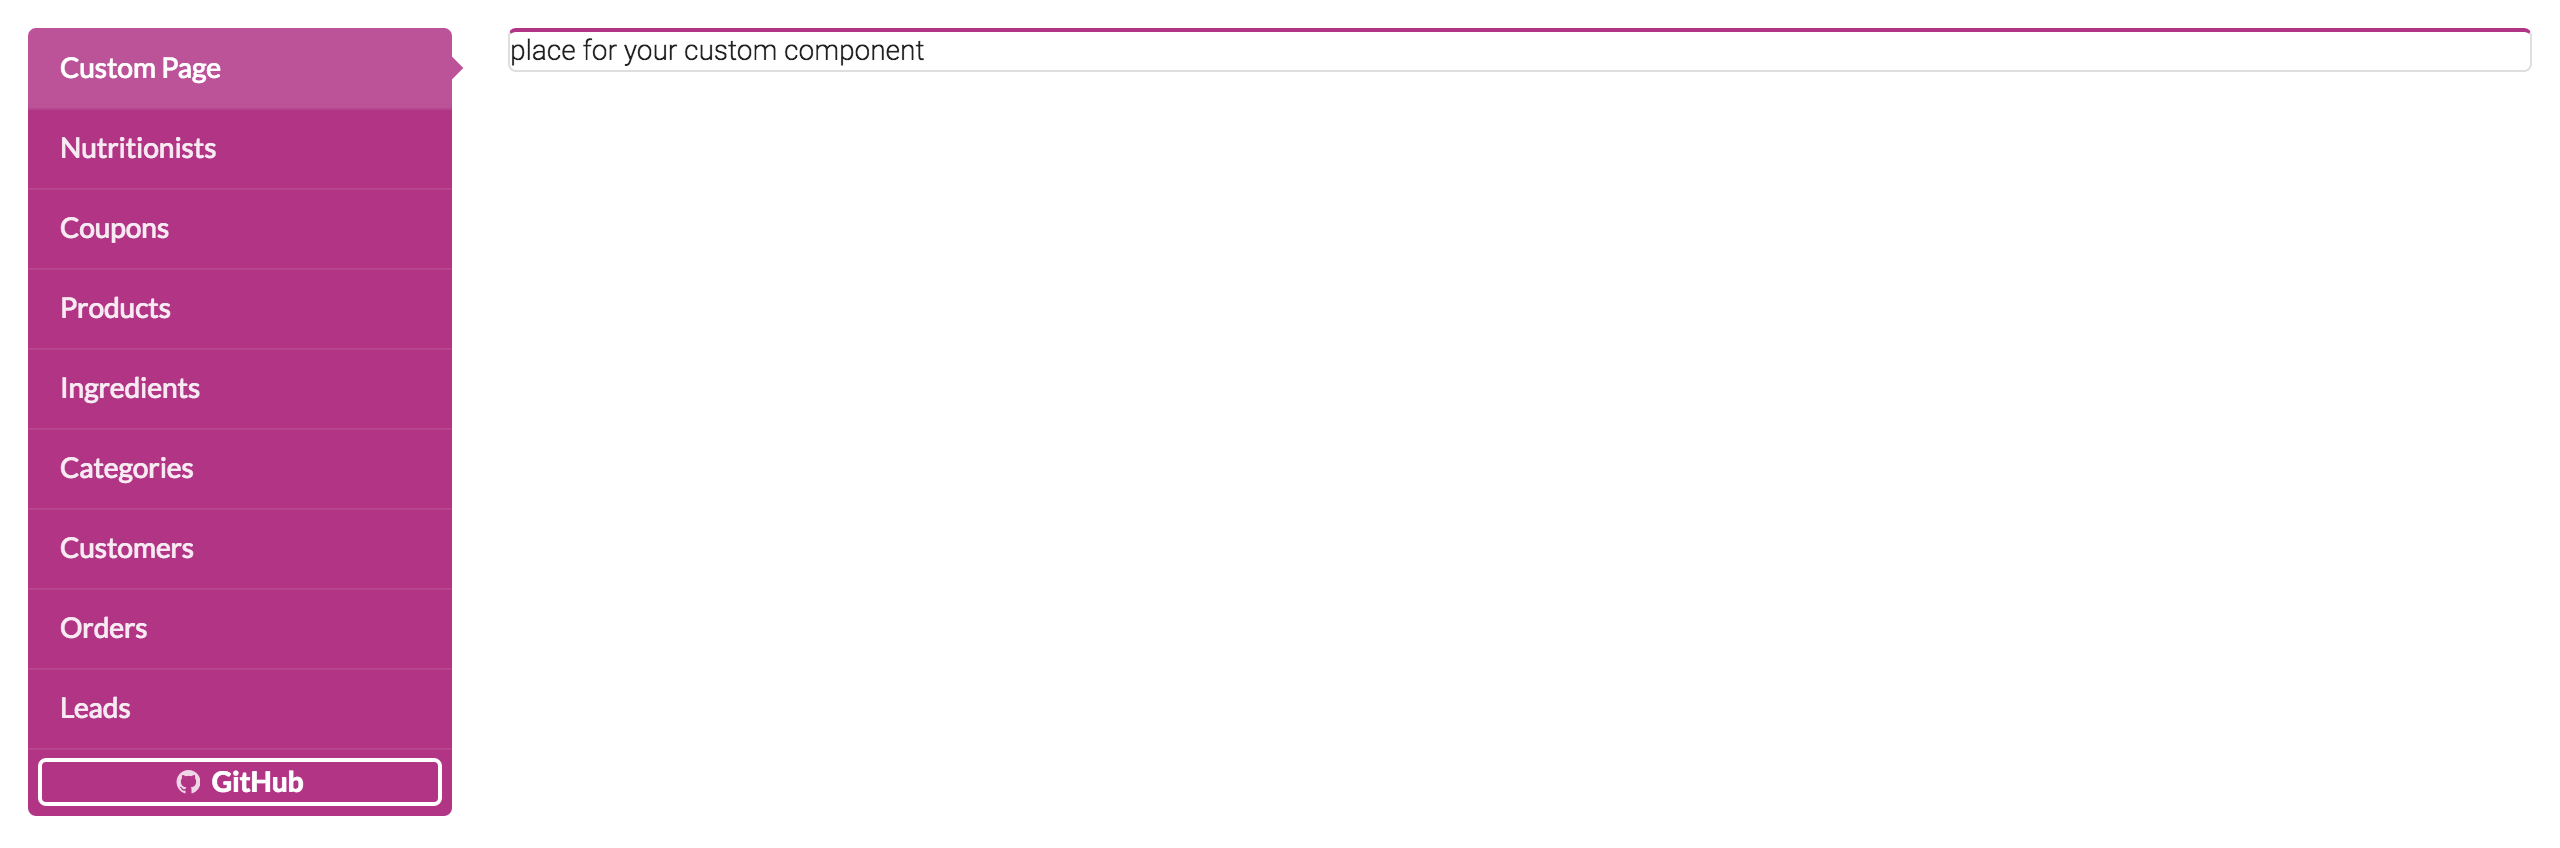 Custom Page
Nutritionists
Coupons
Products
Ingredients
Categories
Customers
Orders
Leads
GitHub
place for your custom component